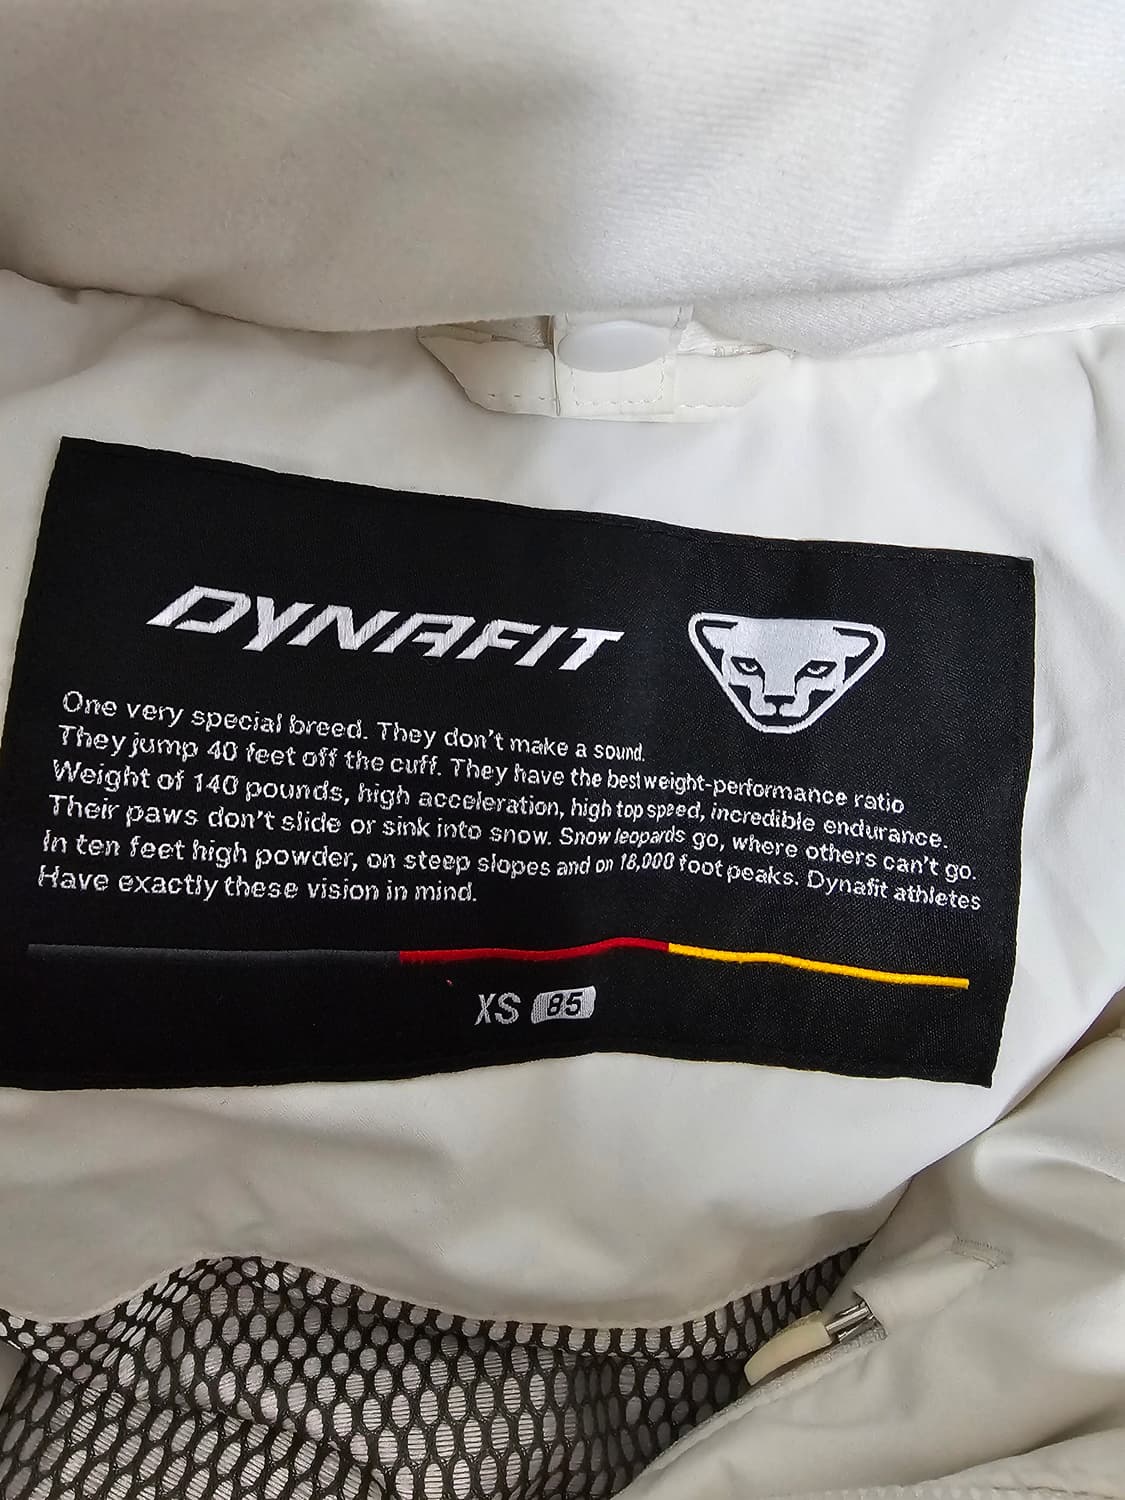 DYNAFIT
One very special breed. They don't make a sound.
They jump 40 feet off the cuff. They have the best weight-performance ratio
Weight of 140 pounds, high acceleration, high top speed, incredible endurance.
Their paws don't slide or sink into snow. Snow leopards go, where others can't go.
In ten feet high powder, on steep slopes and on 18,000 foot peaks. Dynafit athletes
Have exactly these vision in mind.
XS 85